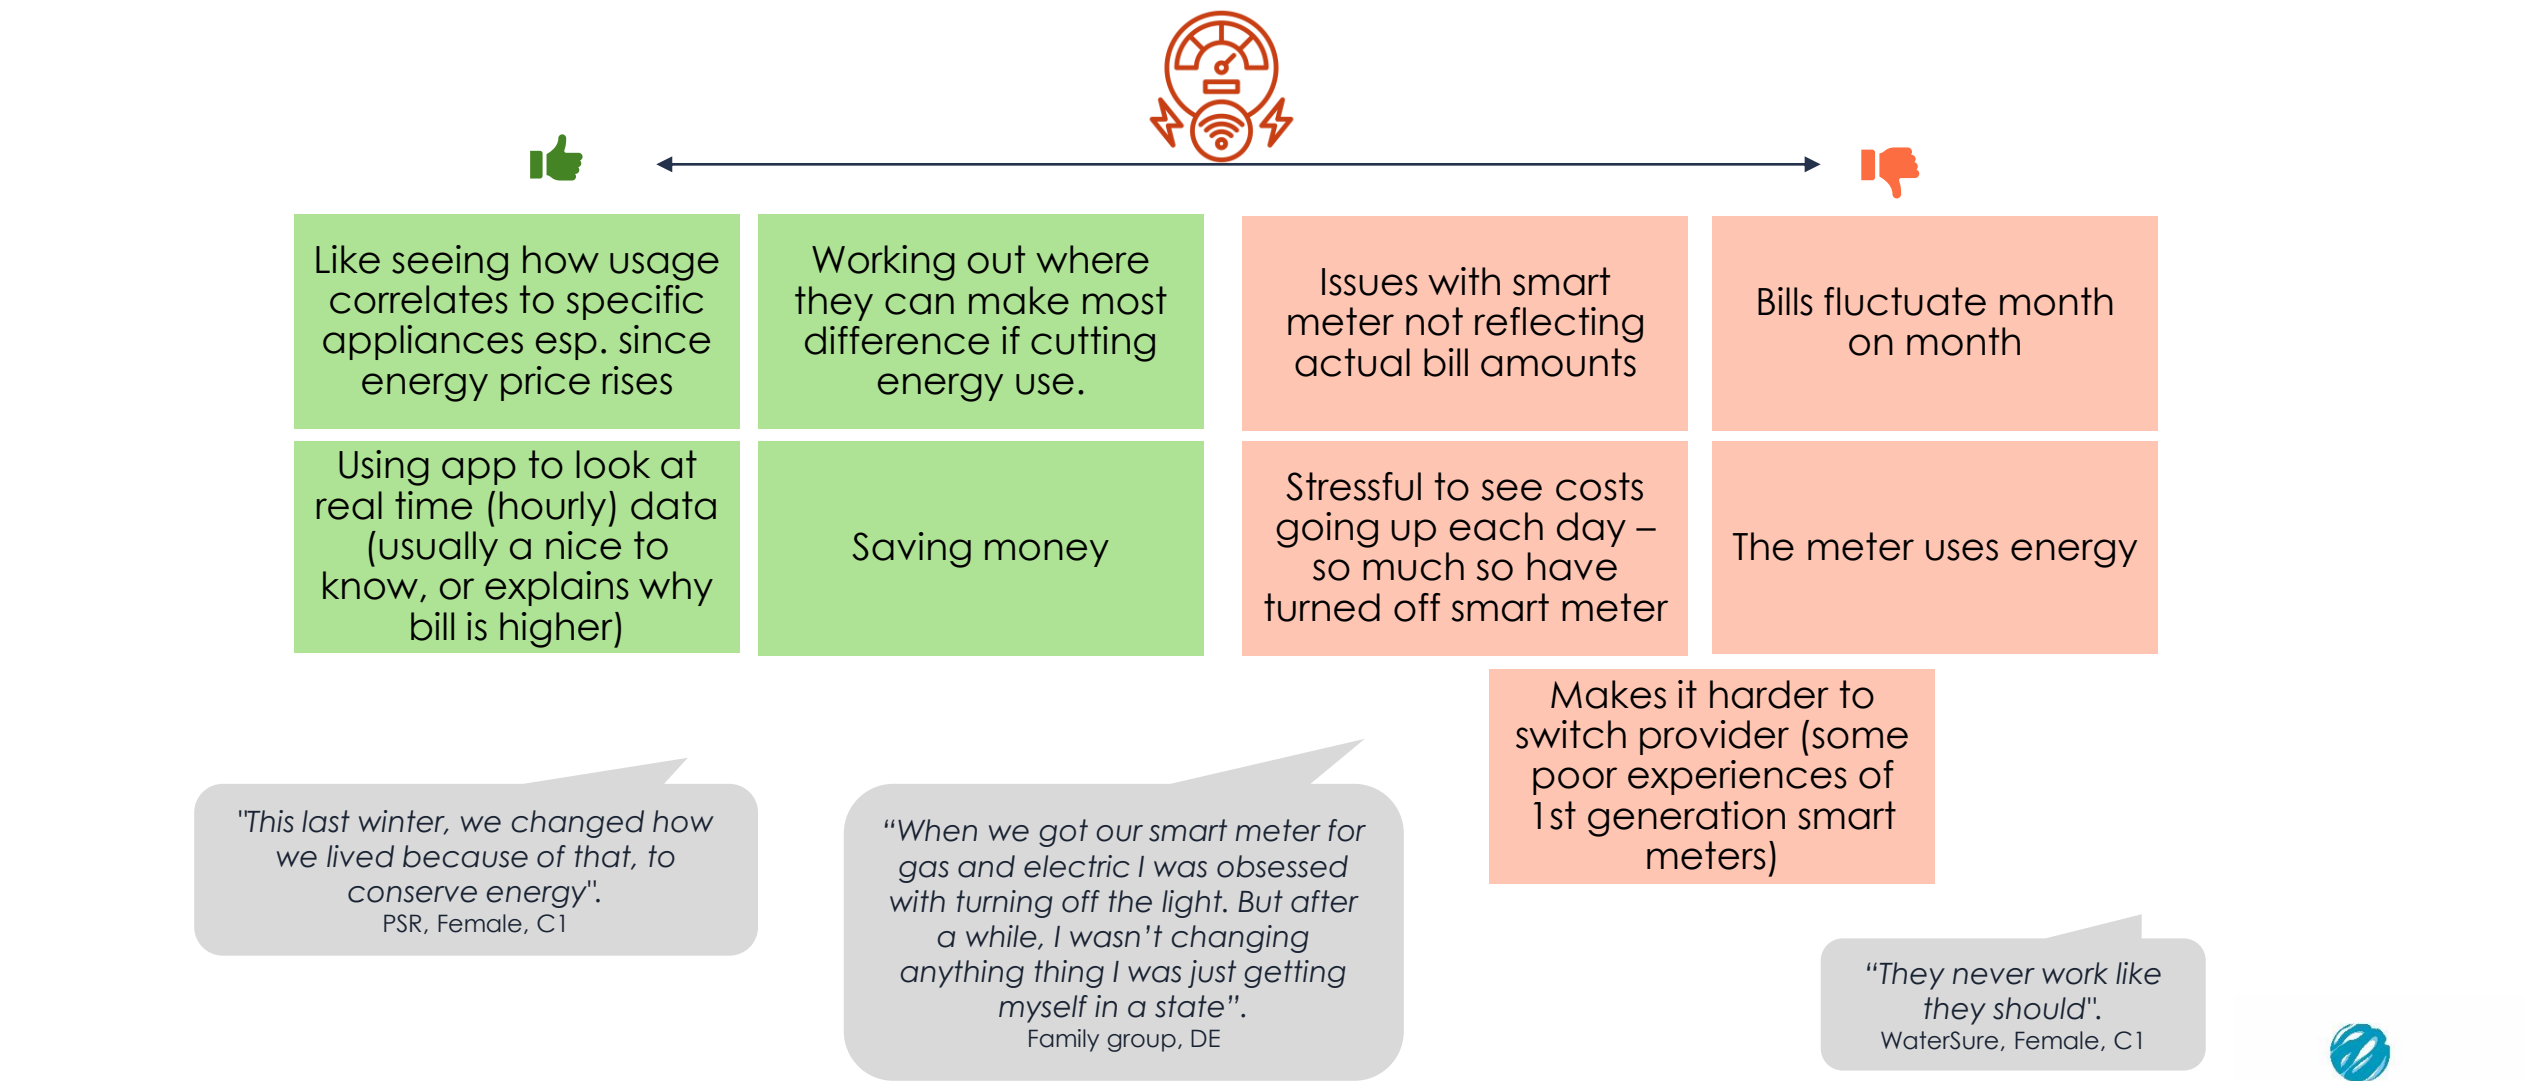 Like seeing how usage
correlates to specific
appliances esp. since
energy price rises
Working out where
they can make most
difference if cutting
energy use.
Issues with smart
meter not reflecting
actual bill amounts
Bills fluctuate month
on month
Using app to look at
real time (hourly) data
(usually a nice to
know, or explains why
bill is higher)
Saving money
Stressful to see costs
going up each day –
so much so have
turned off smart meter
The meter uses energy
Makes it harder to
switch provider (some
poor experiences of
1st generation smart
meters)
"This last winter, we changed how
we lived because of that, to
conserve energy".
PSR, Female, C1
“When we got our smart meter for
gas and electric I was obsessed
with turning off the light. But after
a while, I wasn’t changing
anything thing I was just getting
myself in a state”.
Family group, DE
“They never work like
they should".
WaterSure, Female, C1